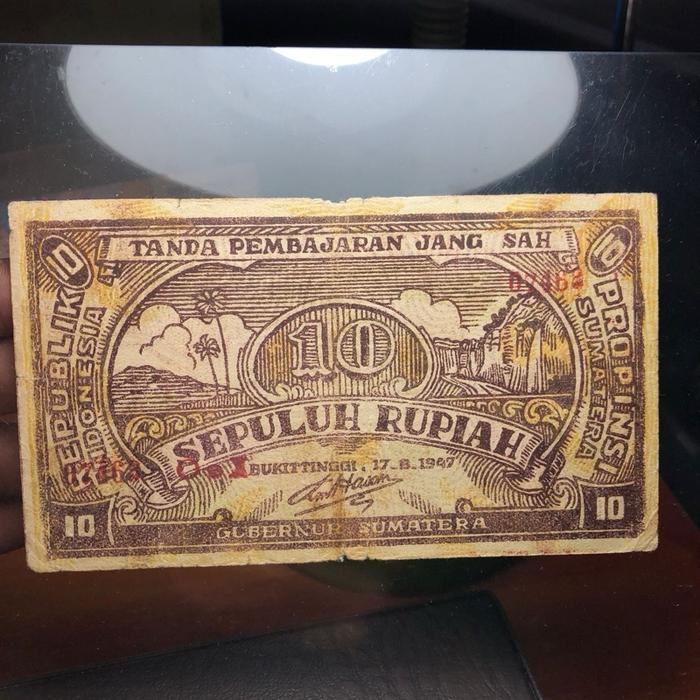 TANDA PEMBAJARAN JANG SAH
10
10
REPUBLIK
INDONESIA
PROPINSI
SUMATERA
10
SEPULUH RUPIAH
BUKITTINGGI, 17.8.1947
GUBERNUR SUMATERA
10
10